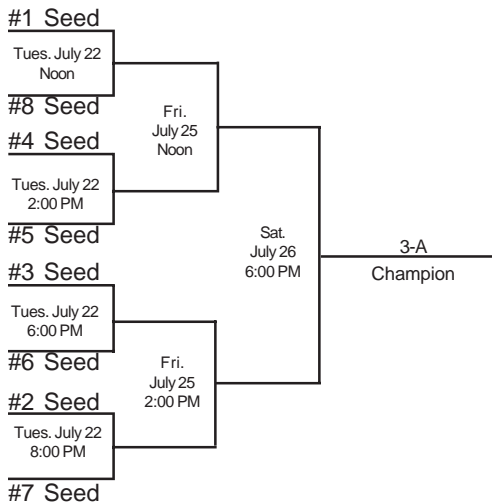 #1 Seed
Tues. July 22
Noon
#8 Seed
#4 Seed
Tues. July 22
2:00 PM
#5 Seed
#3 Seed
Tues. July 22
6:00 PM
#6 Seed
#2 Seed
Tues. July 22
8:00 PM
#7 Seed
Fri.
July 25
Noon
Fri.
July 25
2:00 PM
Sat.
July 26
6:00 PM
3-A
Champion